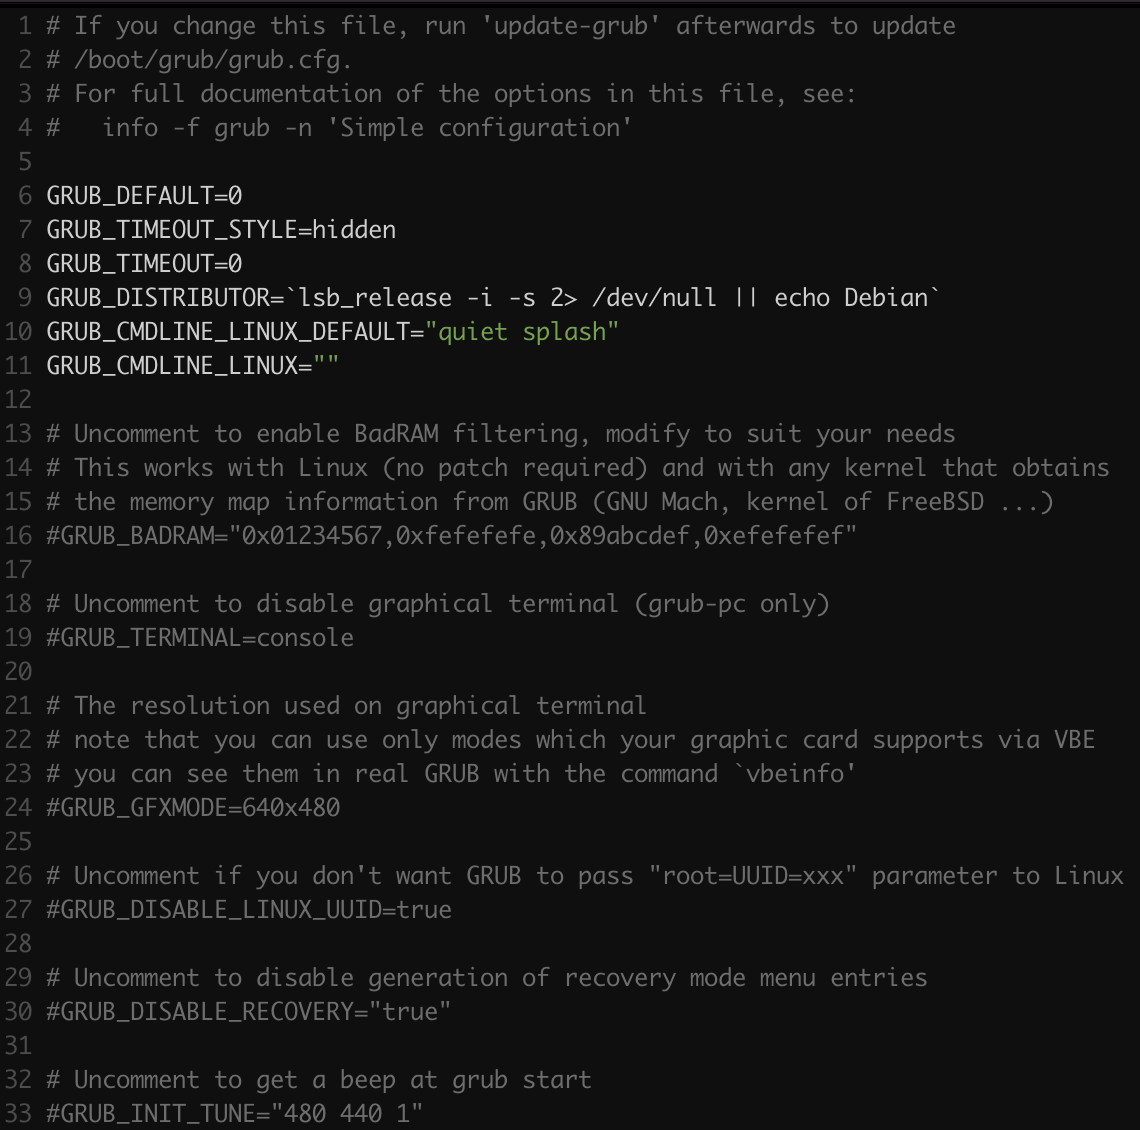 1 # If you change this file, run 'update-grub' afterwards to update
2 # /boot/grub/grub.cfg.
3 # For full documentation of the options in this file, see:
4 #   info -f grub -n 'Simple configuration'
5
6 GRUB_DEFAULT=0
7 GRUB_TIMEOUT_STYLE=hidden
8 GRUB_TIMEOUT=0
9 GRUB_DISTRIBUTOR=`lsb_release -i -s 2> /dev/null || echo Debian`
10 GRUB_CMDLINE_LINUX_DEFAULT="quiet splash"
11 GRUB_CMDLINE_LINUX=""
12
13 # Uncomment to enable BadRAM filtering, modify to suit your needs
14 # This works with Linux (no patch required) and with any kernel that obtains
15 # the memory map information from GRUB (GNU Mach, kernel of FreeBSD ...)
16 #GRUB_BADRAM="0x01234567,0xfefefefe,0x89abcdef,0xefefefef"
17
18 # Uncomment to disable graphical terminal (grub-pc only)
19 #GRUB_TERMINAL=console
20
21 # The resolution used on graphical terminal
22 # note that you can use only modes which your graphic card supports via VBE
23 # you can see them in real GRUB with the command `vbeinfo'
24 #GRUB_GFXMODE=640x480
25
26 # Uncomment if you don't want GRUB to pass "root=UUID=xxx" parameter to Linux
27 #GRUB_DISABLE_LINUX_UUID=true
28
29 # Uncomment to disable generation of recovery mode menu entries
30 #GRUB_DISABLE_RECOVERY="true"
31
32 # Uncomment to get a beep at grub start
33 #GRUB_INIT_TUNE="480 440 1"